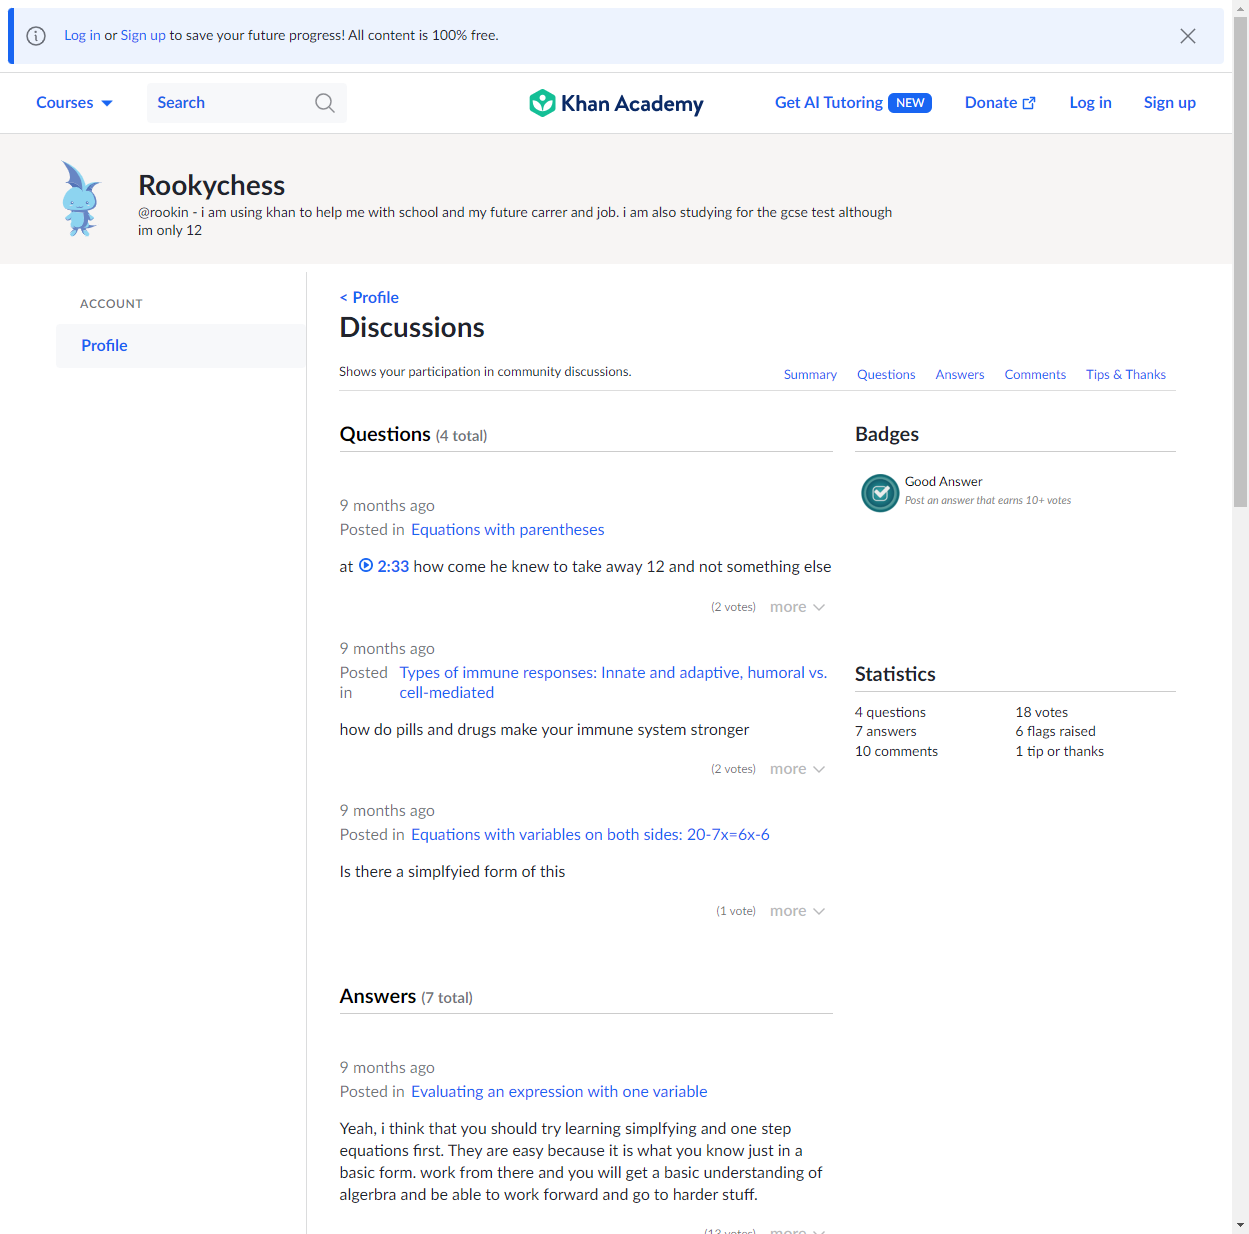 Log in or Sign up to save your future progress! All content is 100% free.
Courses
Search
Khan Academy
Get AI Tutoring NEW
Donate
Log in
Sign up
Rookychess
@rookin - i am using khan to help me with school and my future carrer and job. i am also studying for the gcse test although
im only 12
ACCOUNT
Profile
< Profile
Discussions
Shows your participation in community discussions.
Summary
Questions
Answers
Comments
Tips & Thanks
Questions (4 total)
9 months ago
Posted in Equations with parentheses
at 2:33 how come he knew to take away 12 and not something else
(2 votes) more
9 months ago
Posted in Types of immune responses: Innate and adaptive, humoral vs.
cell-mediated
how do pills and drugs make your immune system stronger
(2 votes) more
9 months ago
Posted in Equations with variables on both sides: 20-7x=6x-6
Is there a simplfyied form of this
(1 vote) more
Answers (7 total)
9 months ago
Posted in Evaluating an expression with one variable
Yeah, i think that you should try learning simplfying and one step
equations first. They are easy because it is what you know just in a
basic form. work from there and you will get a basic understanding of
algerbra and be able to work forward and go to harder stuff.
(13 votes) more
Badges
Good Answer
Post an answer that earns 10+ votes
Statistics
4 questions
18 votes
7 answers
6 flags raised
10 comments
1 tip or thanks